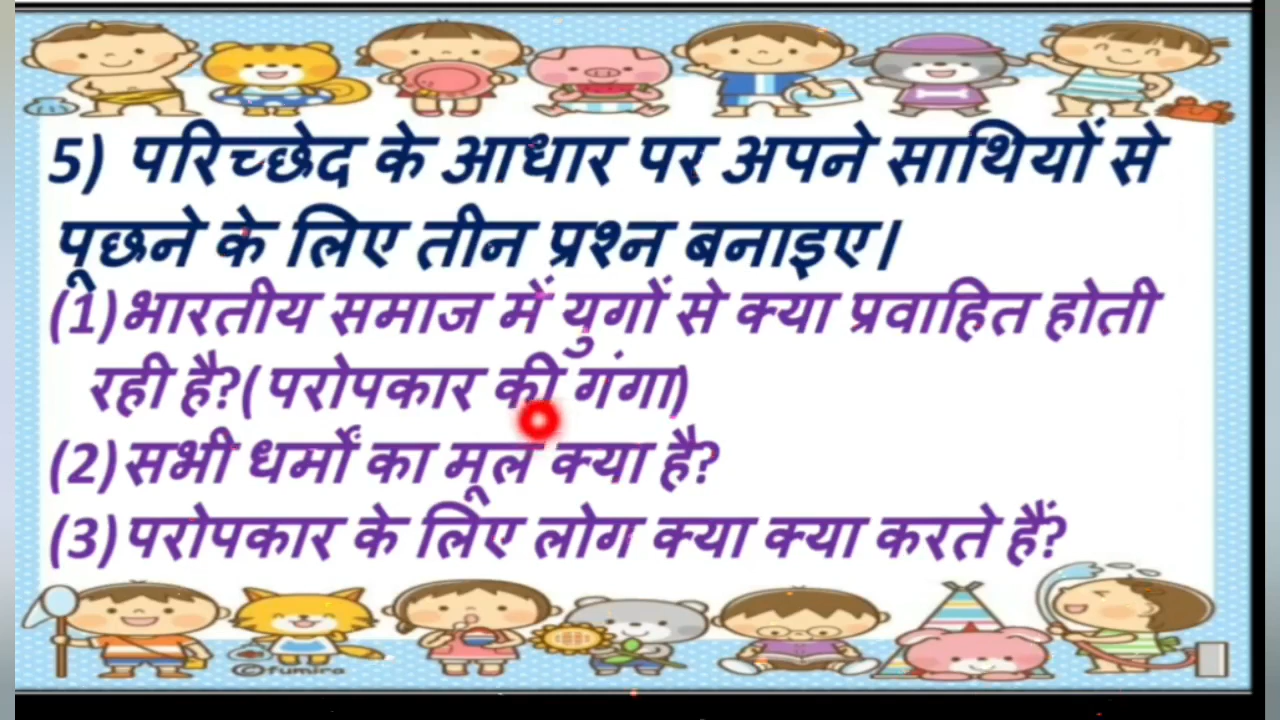 5) परिच्छेद के आधार पर अपने साथियों से
पूछने के लिए तीन प्रश्न बनाइए।
(1)भारतीय समाज में युगों से क्या प्रवाहित होती
रही है?(परोपकार की गंगा)
(2)सभी धर्मों का मूल क्या है?
(3)परोपकार के लिए लोग क्या क्या करते हैं?
©fumira